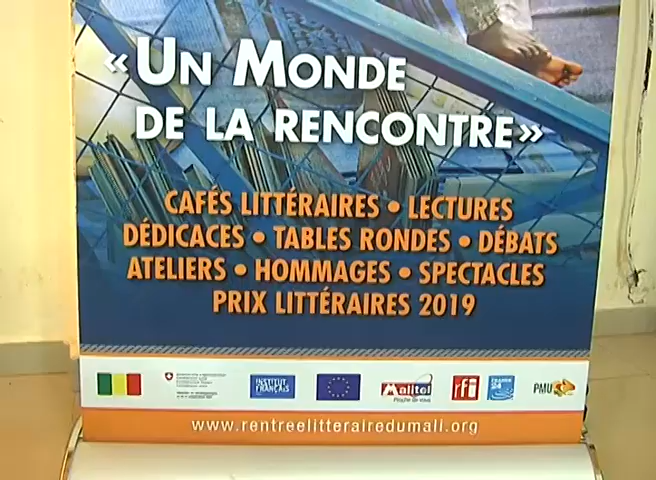 « UN MONDE
DE LA RENCONTRE »
CAFÉS LITTÉRAIRES • LECTURES
DÉDICACES • TABLES RONDES • DÉBATS
ATELIERS • HOMMAGES • SPECTACLES
PRIX LITTÉRAIRES 2019
INSTITUT
FRANÇAIS
Malitel
rfi
FRANCE
24
PMU
www.rentreelitterairedumali.org